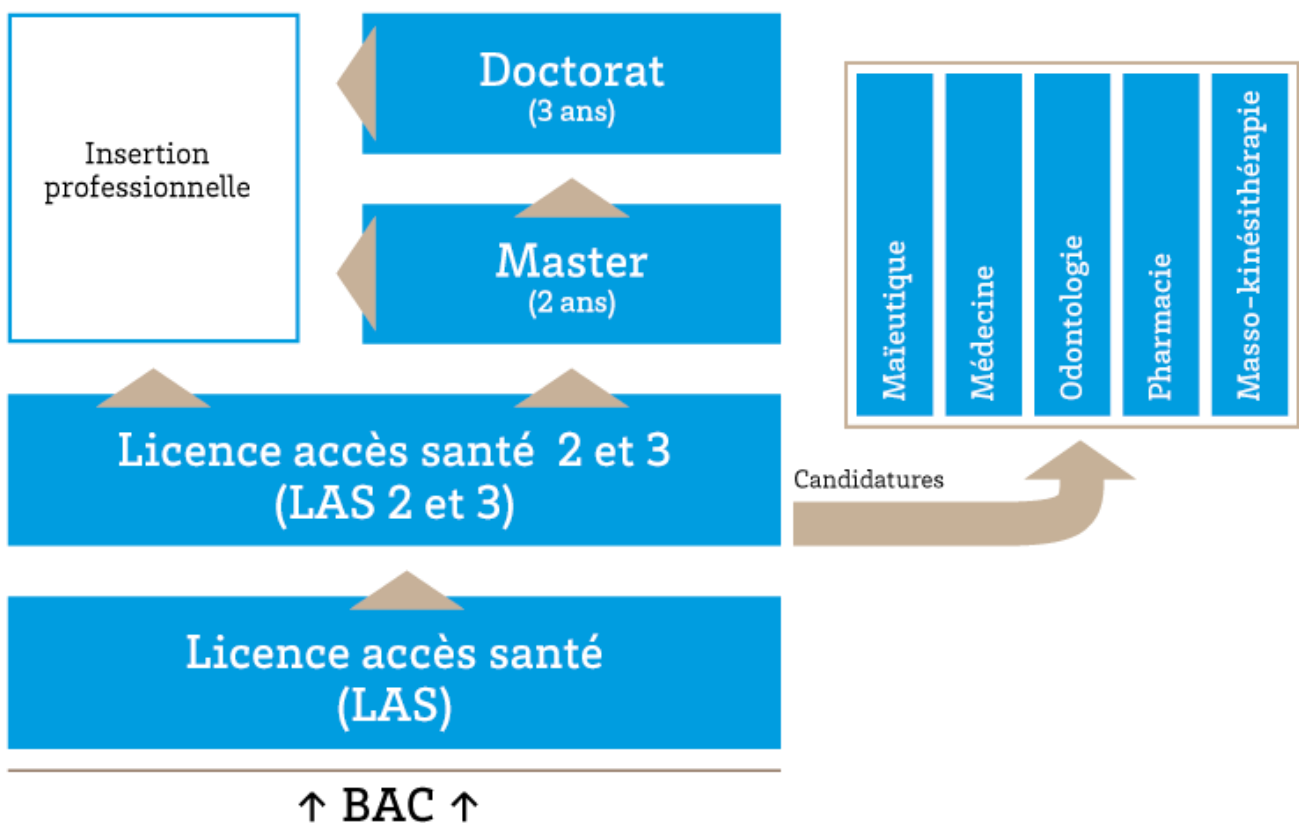 Doctorat
(3 ans)
Insertion
professionnelle
Master
(2 ans)
Maïeutique
Médecine
Odontologie
Pharmacie
Masso-kinésithérapie
Licence accès santé 2 et 3
(LAS 2 et 3)
Candidatures
Licence accès santé
(LAS)
↑ BAC ↑